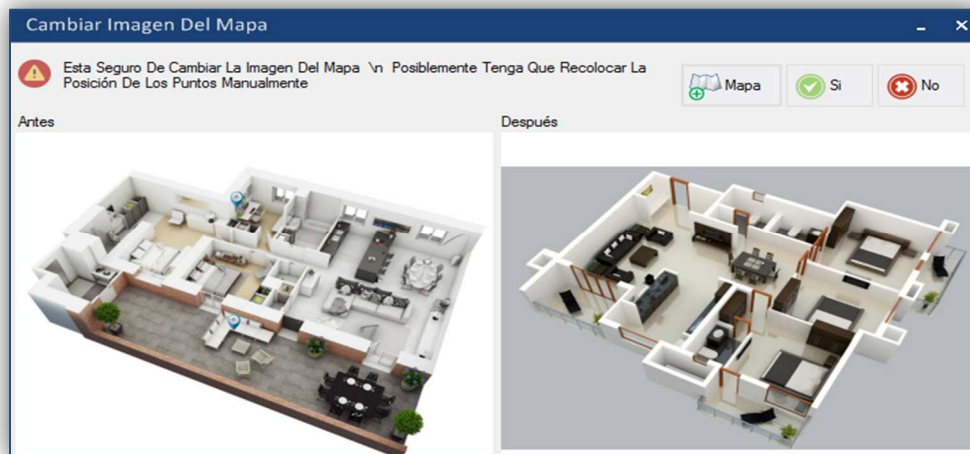 Cambiar Imagen Del Mapa
Esta Seguro De Cambiar La Imagen Del Mapa \n Posiblemente Tenga Que Recolocar La
Posición De Los Puntos Manualmente
Mapa
Si
No
Antes
Después